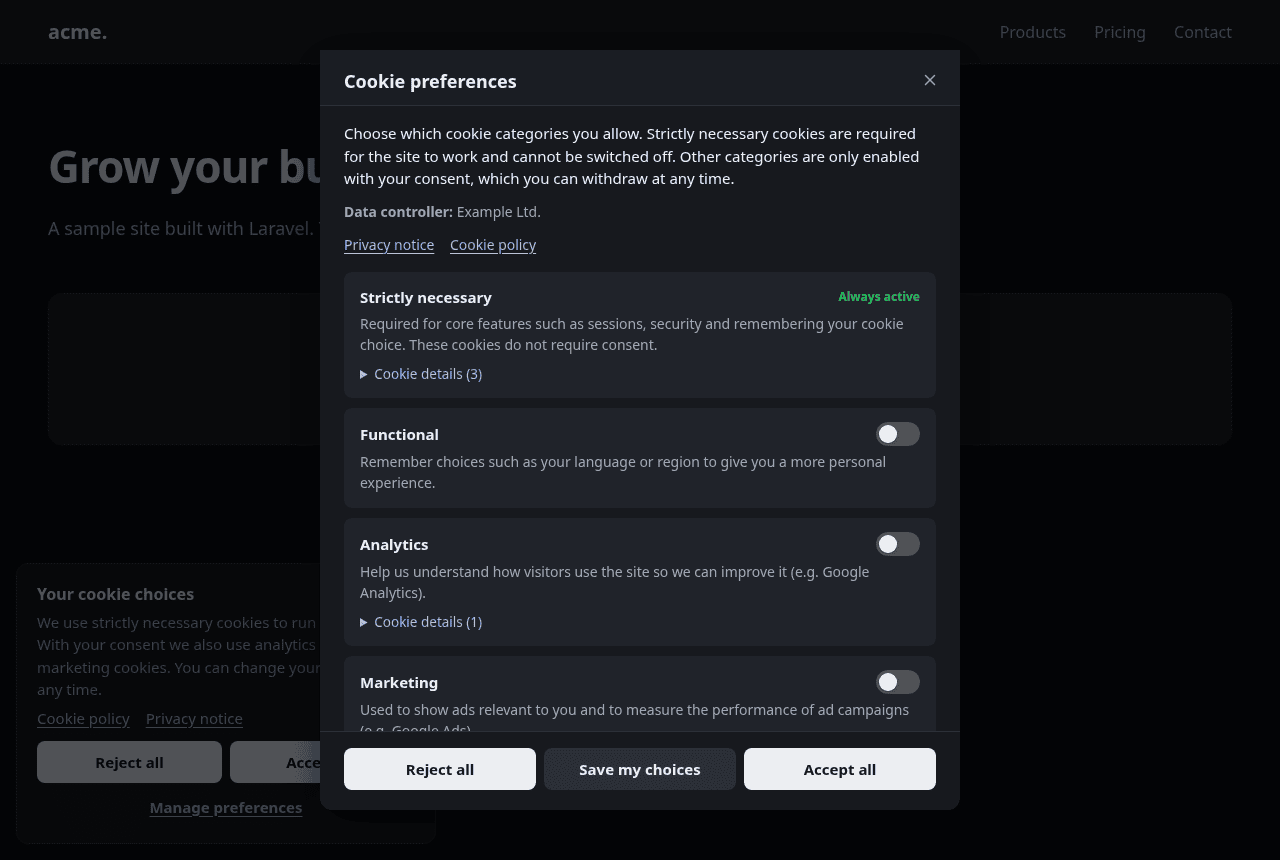 acme.
Products Pricing Contact
Cookie preferences
Grow your bu
A sample site built with Laravel.
Choose which cookie categories you allow. Strictly necessary cookies are required
for the site to work and cannot be switched off. Other categories are only enabled
with your consent, which you can withdraw at any time.
Data controller: Example Ltd.
Privacy notice Cookie policy
Strictly necessary
Always active
Required for core features such as sessions, security and remembering your cookie
choice. These cookies do not require consent.
Cookie details (3)
Functional
Remember choices such as your language or region to give you a more personal
experience.
Analytics
Help us understand how visitors use the site so we can improve it (e.g. Google
Analytics).
Cookie details (1)
Marketing
Used to show ads relevant to you and to measure the performance of ad campaigns
(e.g. Google Ads)
Reject all
Save my choices
Accept all
Your cookie choices
We use strictly necessary cookies to run
With your consent we also use analytics
marketing cookies. You can change your
any time.
Cookie policy Privacy notice
Reject all
Acce
Manage preferences